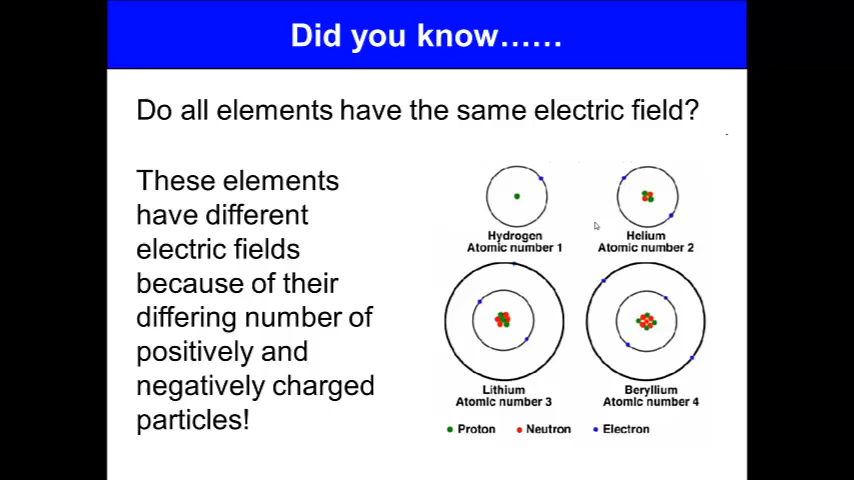 Did you know……
Do all elements have the same electric field?
These elements
have different
electric fields
because of their
differing number of
positively and
negatively charged
particles!
Hydrogen
Atomic number 1
Helium
Atomic number 2
Lithium
Atomic number 3
Beryllium
Atomic number 4
Proton Neutron Electron